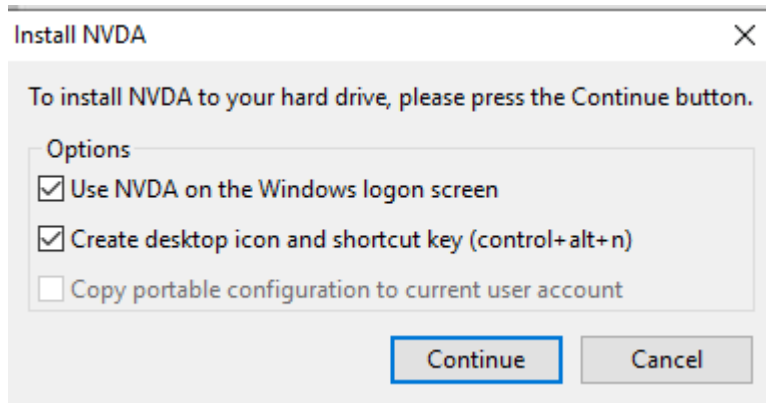 Install NVDA
To install NVDA to your hard drive, please press the Continue button.
Options
Use NVDA on the Windows logon screen
Create desktop icon and shortcut key (control+alt+n)
Copy portable configuration to current user account
Continue Cancel